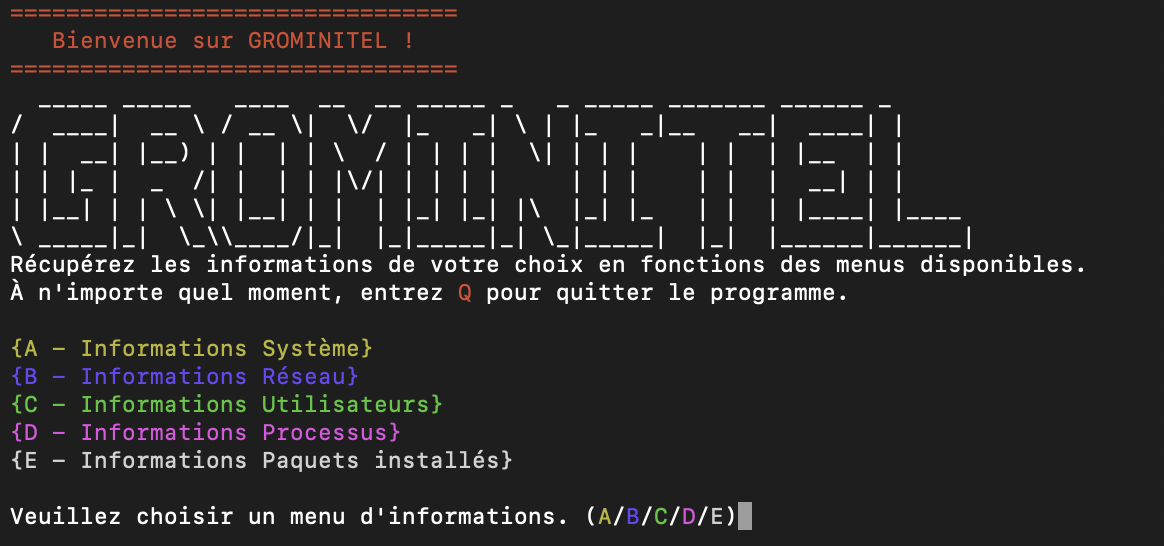 =================================
   Bienvenue sur GROMINITEL !
=================================
GROMINITEL
Récupérez les informations de votre choix en fonctions des menus disponibles.
À n'importe quel moment, entrez Q pour quitter le programme.
{A – Informations Système}
{B – Informations Réseau}
{C – Informations Utilisateurs}
{D – Informations Processus}
{E – Informations Paquets installés}
Veuillez choisir un menu d'informations. (A/B/C/D/E)